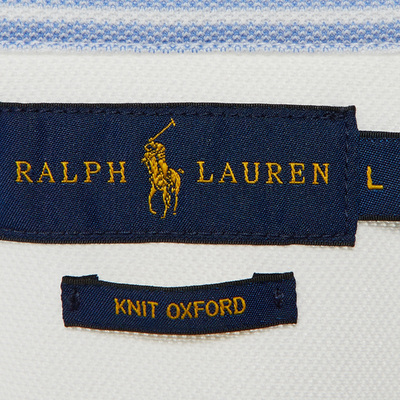 RALPH LAUREN L
KNIT OXFORD